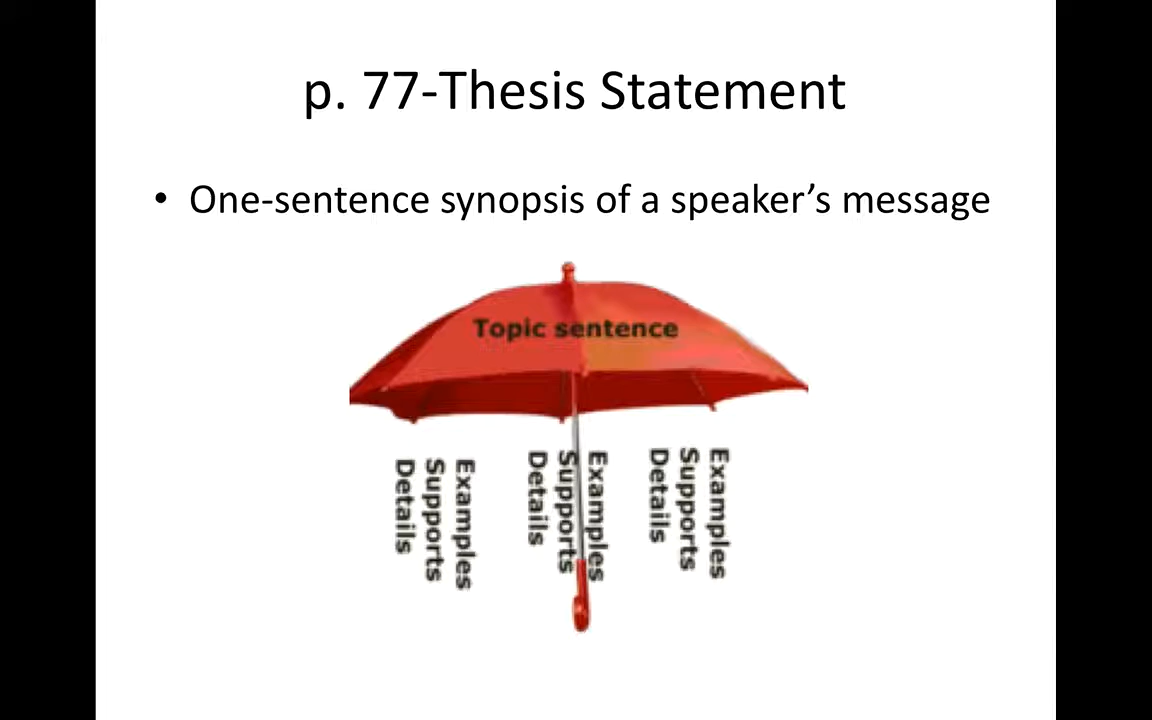 p. 77-Thesis Statement
• One-sentence synopsis of a speaker’s message
Topic sentence
Examples
Supports
Details
Examples
Supports
Details
Examples
Supports
Details